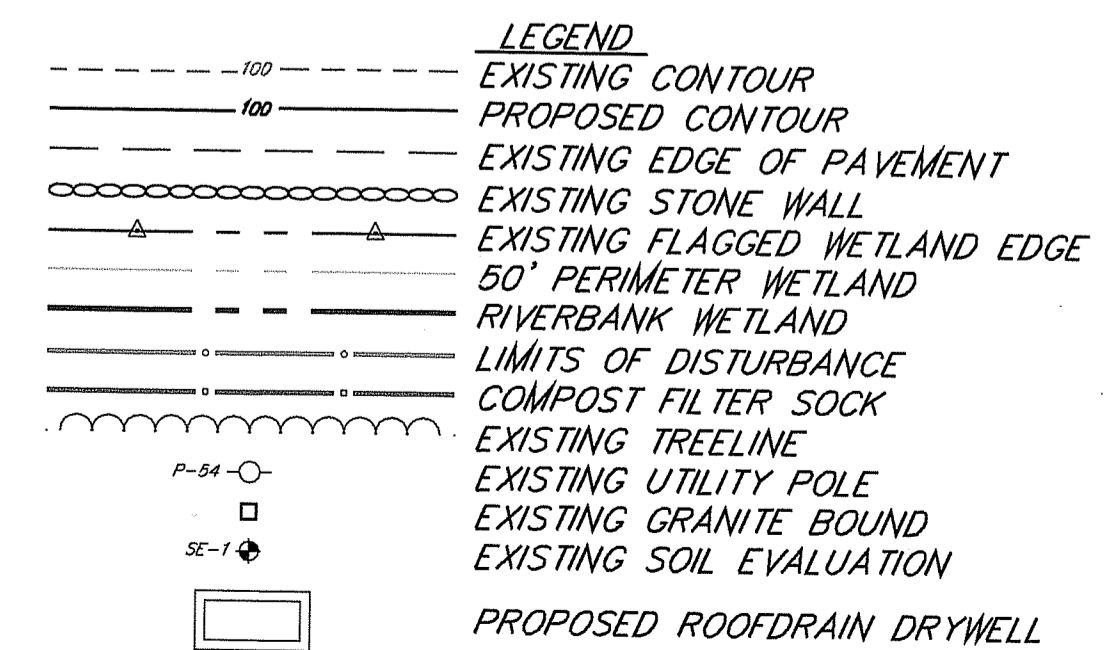 LEGEND
100 EXISTING CONTOUR
100 PROPOSED CONTOUR
EXISTING EDGE OF PAVEMENT
EXISTING STONE WALL
EXISTING FLAGGED WETLAND EDGE
50' PERIMETER WETLAND
RIVERBANK WETLAND
LIMITS OF DISTURBANCE
COMPOST FILTER SOCK
EXISTING TREELINE
P-54 EXISTING UTILITY POLE
EXISTING GRANITE BOUND
SE-1 EXISTING SOIL EVALUATION
PROPOSED ROOFDRAIN DRYWELL